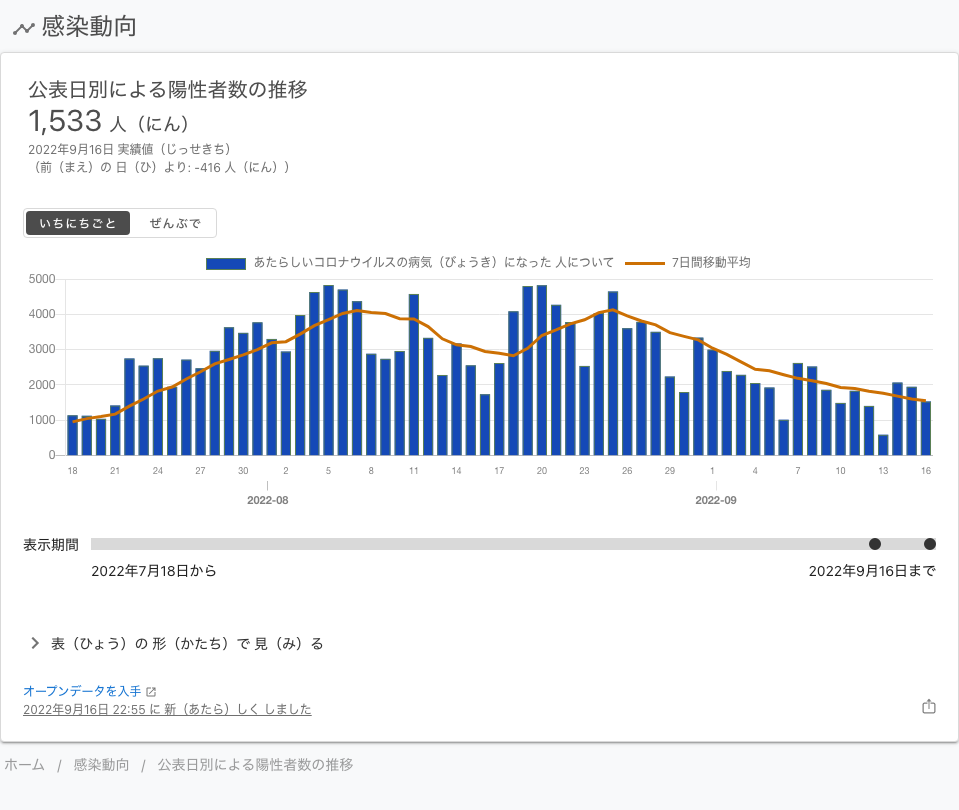 感染動向
公表日別による陽性者数の推移
1,533 人（にん）
2022年9月16日 実績値（じっせきち）
（前（まえ）の 日（ひ）より: -416 人（にん））
いちにちごと ぜんぶで
あたらしいコロナウイルスの病気（びょうき）になった 人について 7日間移動平均
5000
4000
3000
2000
1000
0
18 21 24 27 30 2 5 8 11 14 17 20 23 26 29 1 4 7 10 13 16
2022-08 2022-09
表示期間
2022年7月18日から 2022年9月16日まで
表（ひょう）の 形（かたち）で 見（み）る
オープンデータを入手
2022年9月16日 22:55 に 新（あたら）しく しました
ホーム / 感染動向 / 公表日別による陽性者数の推移